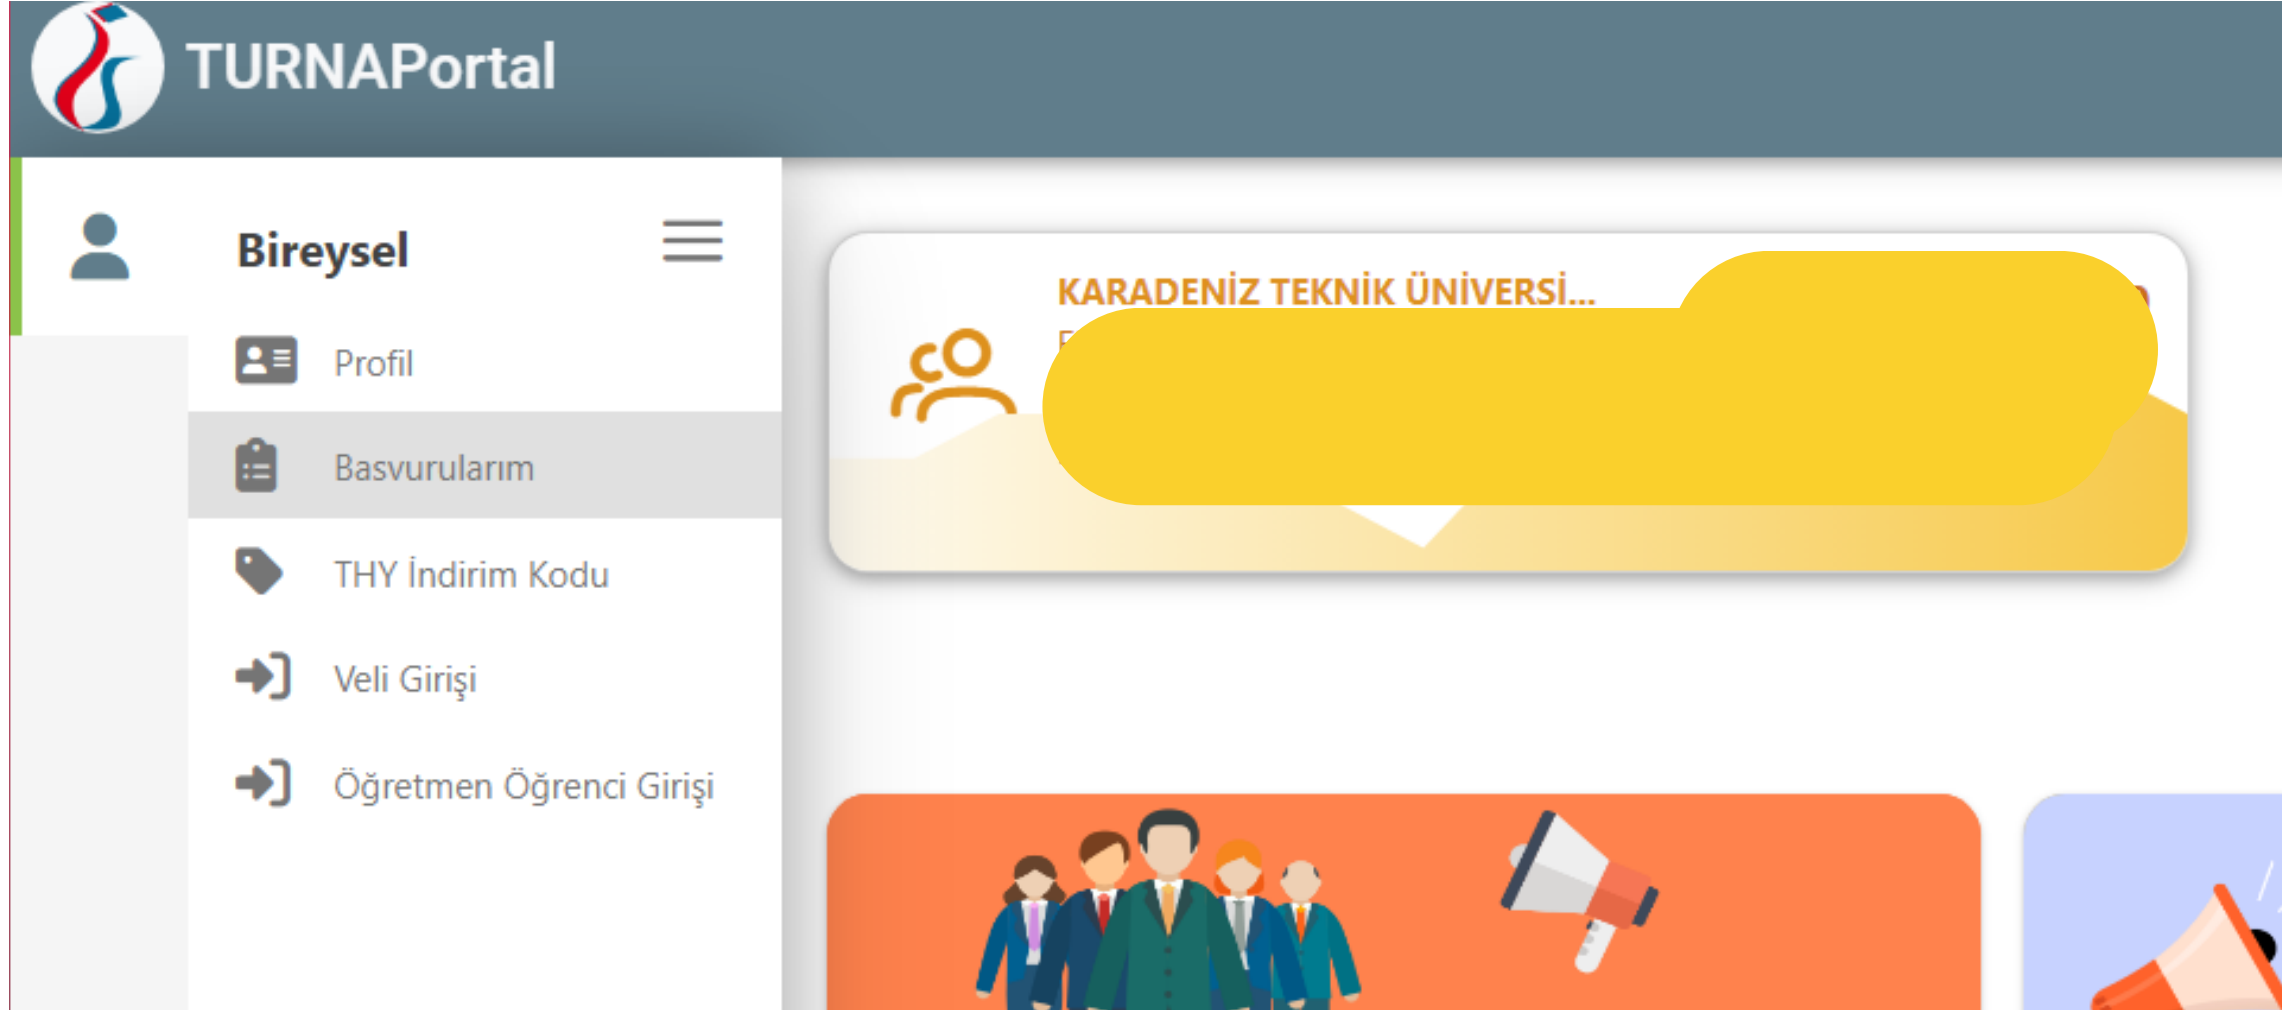 TURNAPortal
Bireysel
Profil
Basvurularım
THY İndirim Kodu
Veli Girişi
Öğretmen Öğrenci Girişi
KARADENİZ TEKNİK ÜNİVERSİ...